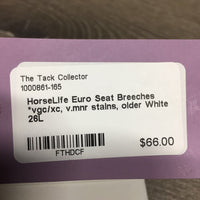 The Tack Collector
1000861-165
HorseLife Euro Seat Breeches
*vgc/xc, v.mnr stains, older White
26L
$66.00
FTHDCF